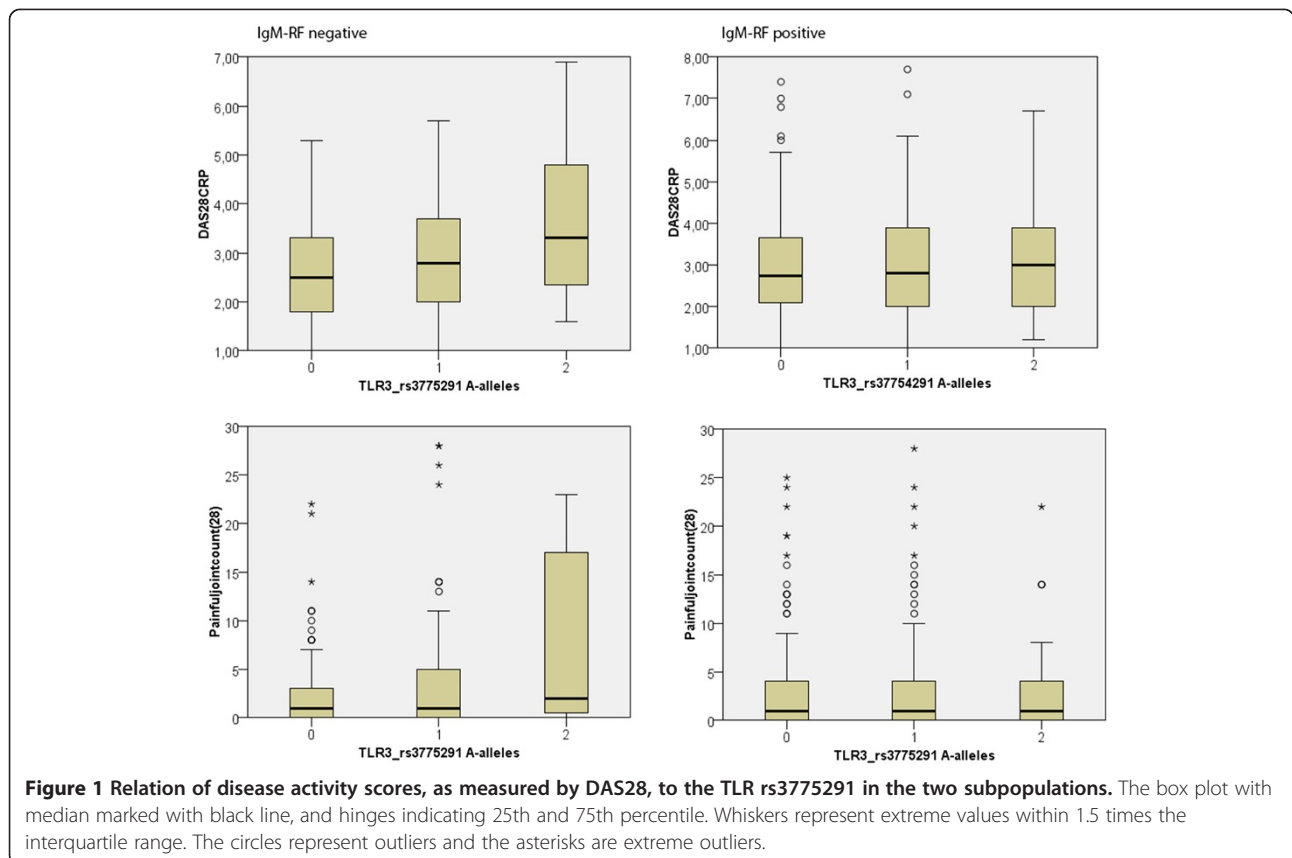 IgM-RF negative
7,00
6,00
5,00
4,00
3,00
2,00
1,00
DAS28CRP
0 1 2
TLR3_rs3775291 A-alleles
IgM-RF positive
8,00
7,00
6,00
5,00
4,00
3,00
2,00
1,00
DAS28CRP
0 1 2
TLR3_rs37754291 A-alleles
30
25
20
15
10
5
0
Painfuljointcount(28)
0 1 2
TLR3_rs3775291 A-alleles
30
25
20
15
10
5
0
Painfuljointcount(28)
0 1 2
TLR3_rs3775291 A-alleles
Figure 1 Relation of disease activity scores, as measured by DAS28, to the TLR rs3775291 in the two subpopulations. The box plot with
median marked with black line, and hinges indicating 25th and 75th percentile. Whiskers represent extreme values within 1.5 times the
interquartile range. The circles represent outliers and the asterisks are extreme outliers.